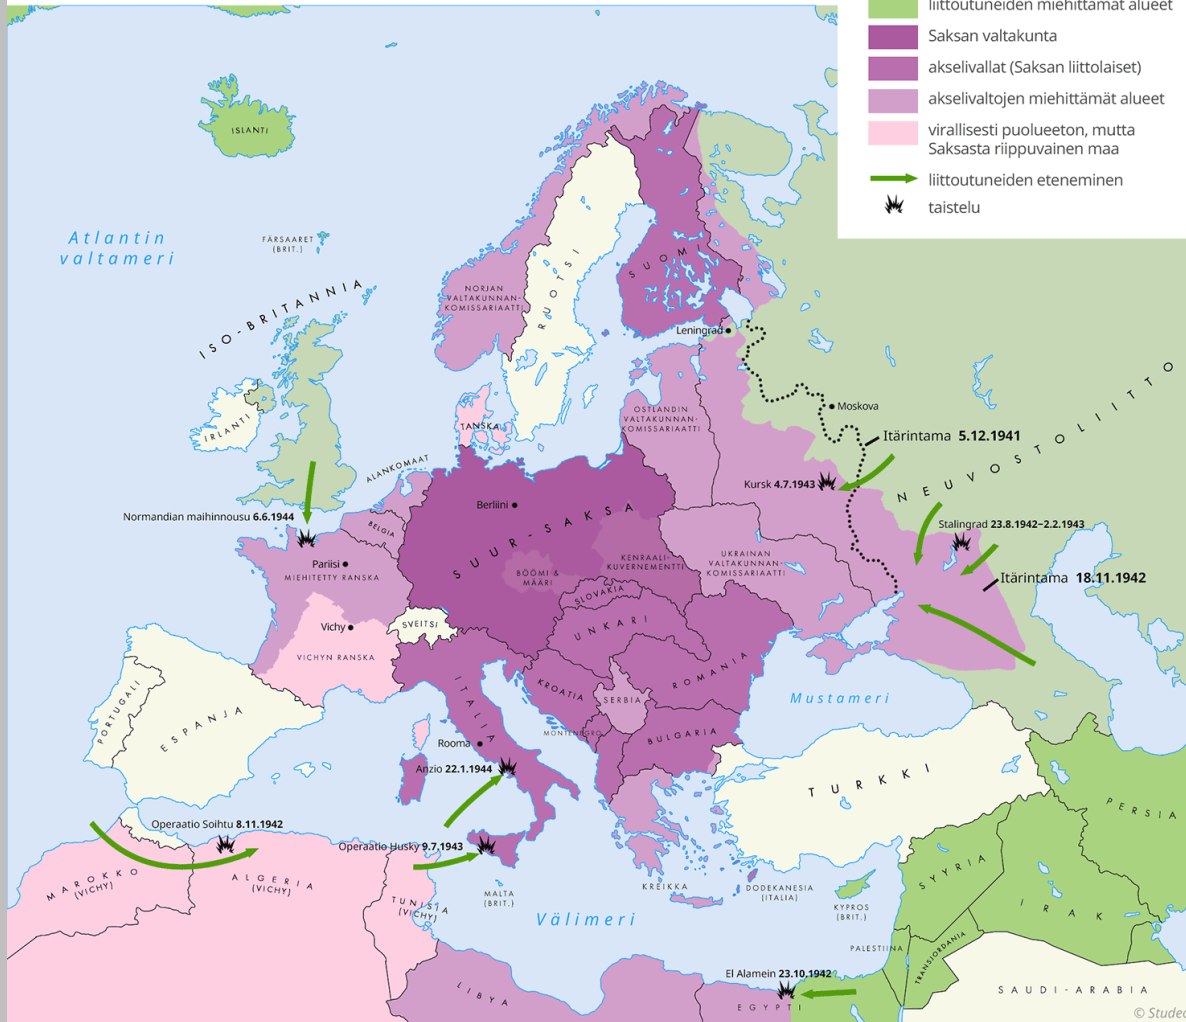 liittoutuneiden miehittämät alueet
Saksan valtakunta
akselivallat (Saksan liittolaiset)
akselivaltojen miehittämät alueet
virallisesti puolueeton, mutta
Saksasta riippuvainen maa
liittoutuneiden eteneminen
taistelu
ISLANTI
Atlantin
valtameri
FÄRSAARET
(BRIT.)
ISO-BRITANNIA
IRLANTI
NORJAN
VALTAKUNNAN-
KOMISSARIAATTI
RUOTSI
SUOMI
Leningrad
Moskova
Itärintama 5.12.1941
NEUVOSTOLIITTO
TANSKA
OSTLANDIN
VALTAKUNNAN-
KOMISSARIAATTI
ALANKOMAAT
Kursk 4.7.1943
Stalingrad 23.8.1942–2.2.1943
Itärintama 18.11.1942
Normandian maihinnousu 6.6.1944
BELGIA
Berliini
SUUR-SAKSA
Pariisi
MIEHITETTY RANSKA
BÖÖMI &
MÄÄRI
KENRAALI-
KUVERNEMENTTI
UKRAINAN
VALTAKUNNAN-
KOMISSARIAATTI
SLOVAKIA
Vichy
VICHYN RANSKA
SVEITSI
UNKARI
ROMANIA
KROATIA
SERBIA
MONTENEGRO
BULGARIA
ITALIA
Rooma
Anzio 22.1.1944
Mustameri
PORTUGALI
ESPANJA
TURKKI
PERSIA
Operaatio Soihtu 8.11.1942
Operaatio Husky 9.7.1943
MAROKKO
(VICHY)
ALGERIA
(VICHY)
TUNISIA
(VICHY)
MALTA
(BRIT.)
KREIKKA
DODEKANESIA
(ITALIA)
KYPROS
(BRIT.)
SYYRIA
IRAK
Välimeri
PALESTIINA
TRANSJORDANIA
El Alamein 23.10.1942
LIBYA
EGYPTI
SAUDI-ARABIA